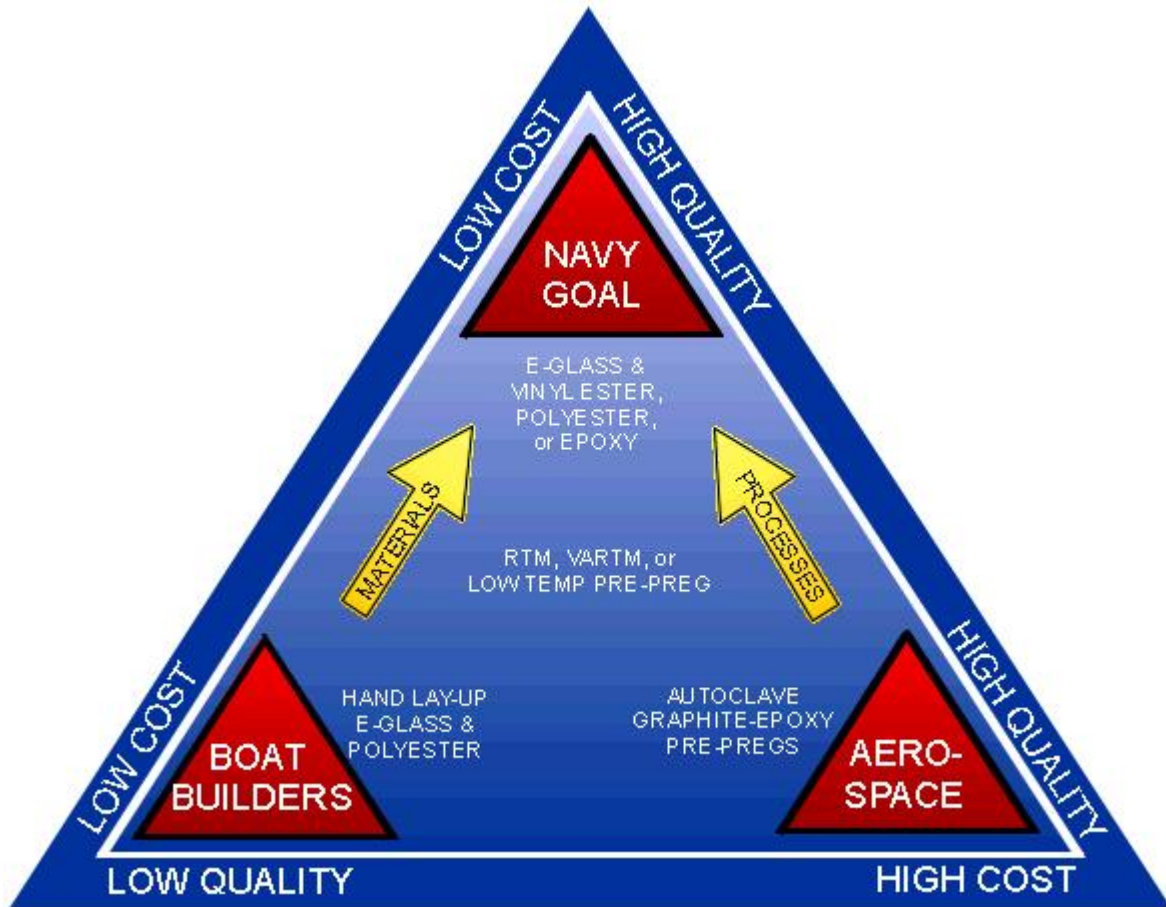 LOW COST
HIGH QUALITY
NAVY
GOAL
E-GLASS &
VINYL ESTER,
POLYESTER,
or EPOXY
MATERIALS
PROCESSES
RTM, VARTM, or
LOW TEMP PRE-PREG
LOW COST
HIGH QUALITY
HAND LAY-UP
E-GLASS &
POLYESTER
AUTOCLAVE
GRAPHITE-EPOXY
PRE-PREGS
BOAT
BUILDERS
AERO-
SPACE
LOW QUALITY
HIGH COST